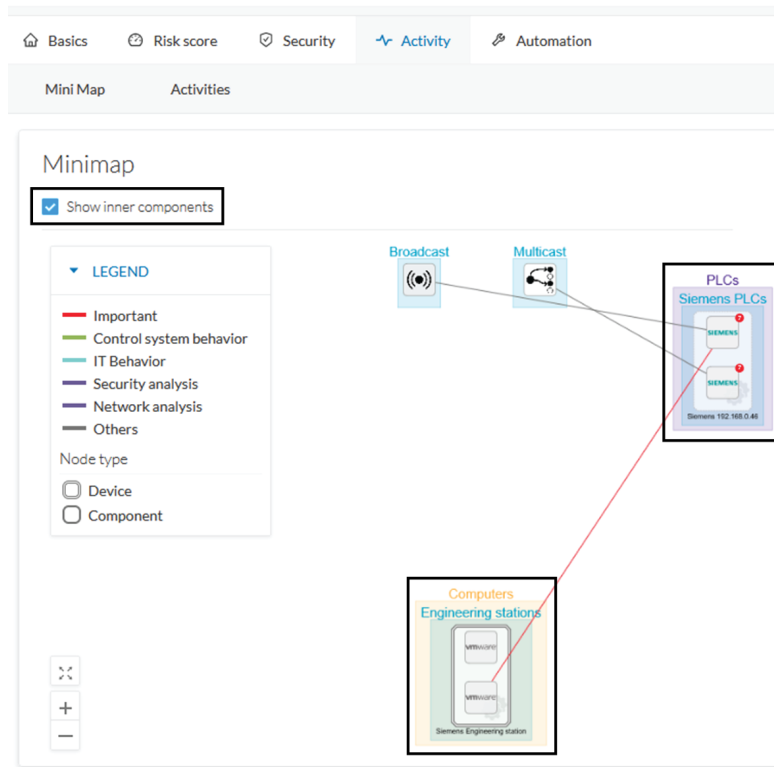 Basics Risk score Security Activity Automation
Mini Map Activities
Minimap
Show inner components
LEGEND
Important
Control system behavior
IT Behavior
Security analysis
Network analysis
Others
Node type
Device
Component
Broadcast
Multicast
PLCs
Siemens PLCs
7
SIEMENS
7
SIEMENS
Siemens 192.168.0.46
Computers
Engineering stations
vmware
vmware
Siemens Engineering station